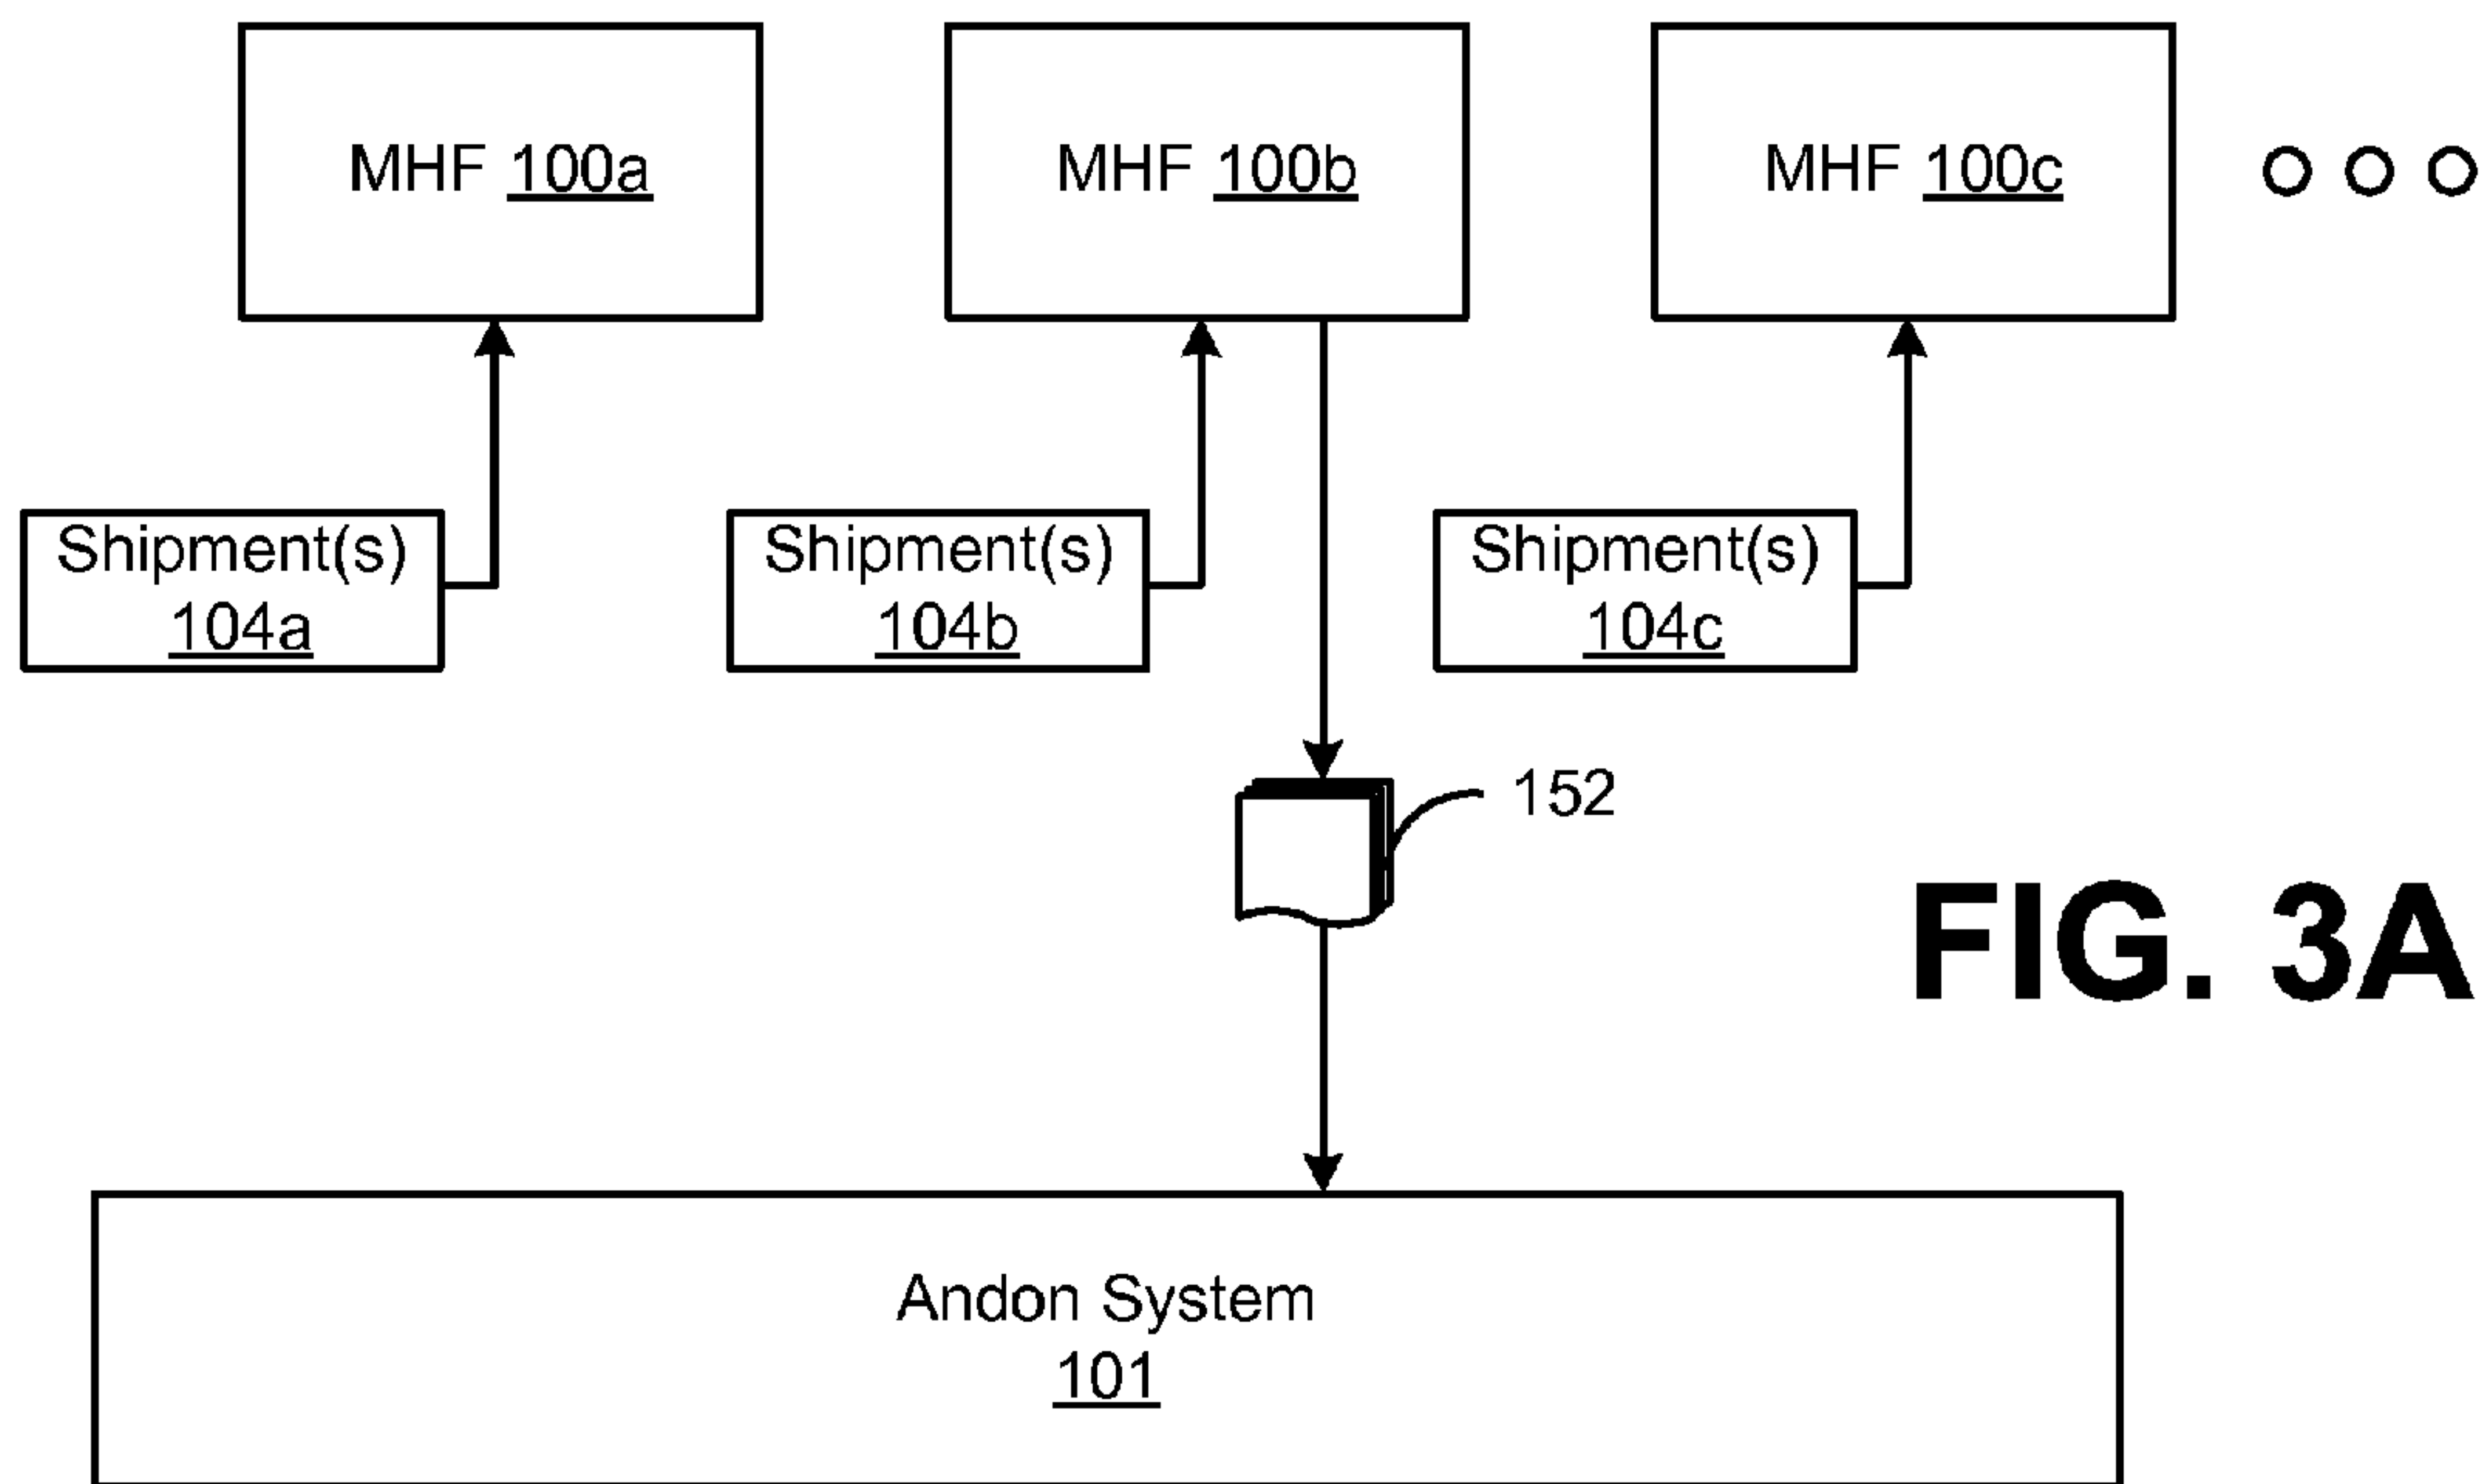 MHF 100a
MHF 100b
MHF 100c
Shipment(s)
104a
Shipment(s)
104b
Shipment(s)
104c
152
FIG. 3A
Andon System
101